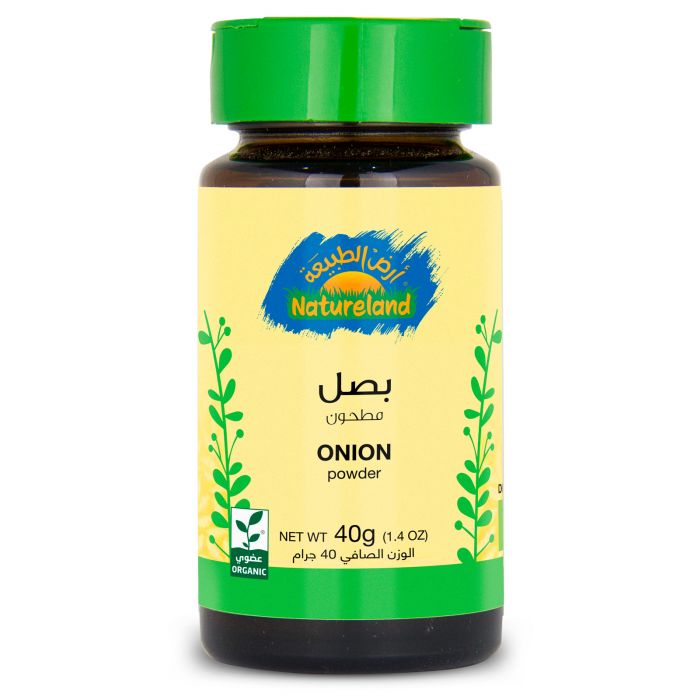 أرض الطبيعة
Natureland
بصل
مطحون
ONION
powder
NET WT 40g (1.4 OZ)
الوزن الصافي 40 جرام
عضوي
ORGANIC